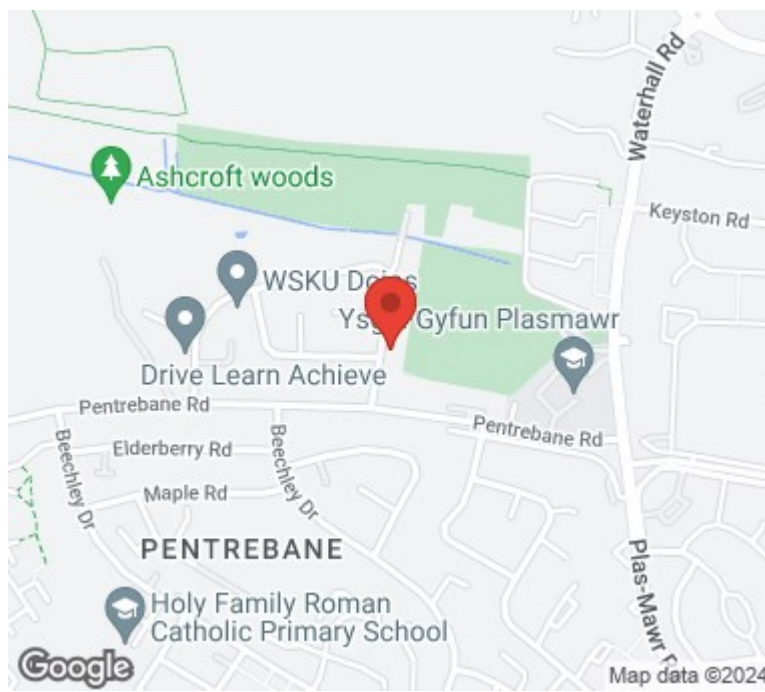 Waterhall Rd
Ashcroft woods
Keyston Rd
WSKU Dojos
Ysgol Gyfun Plasmawr
Drive Learn Achieve
Pentrebane Rd
Pentrebane Rd
Elderberry Rd
Beechley Dr
Beechley Dr
Maple Rd
PENTREBANE
Plas-Mawr R
Holy Family Roman
Catholic Primary School
Google
Map data ©2024